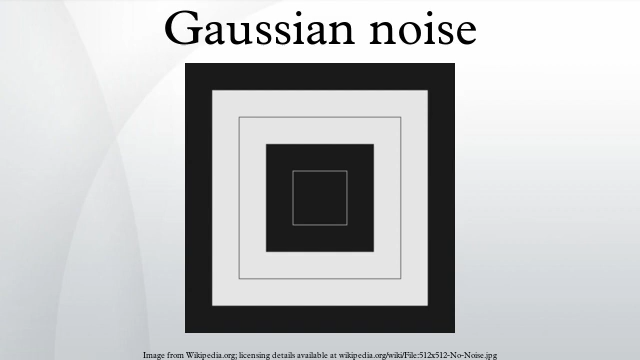 Gaussian noise
Image from Wikipedia.org; licensing details available at wikipedia.org/wiki/File:512x512-No-Noise.jpg